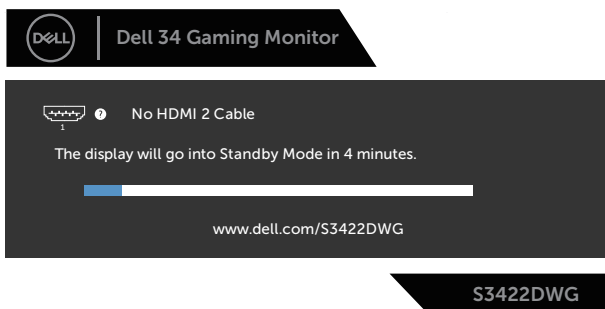 DELL
Dell 34 Gaming Monitor
? No HDMI 2 Cable
1
The display will go into Standby Mode in 4 minutes.
www.dell.com/S3422DWG
S3422DWG